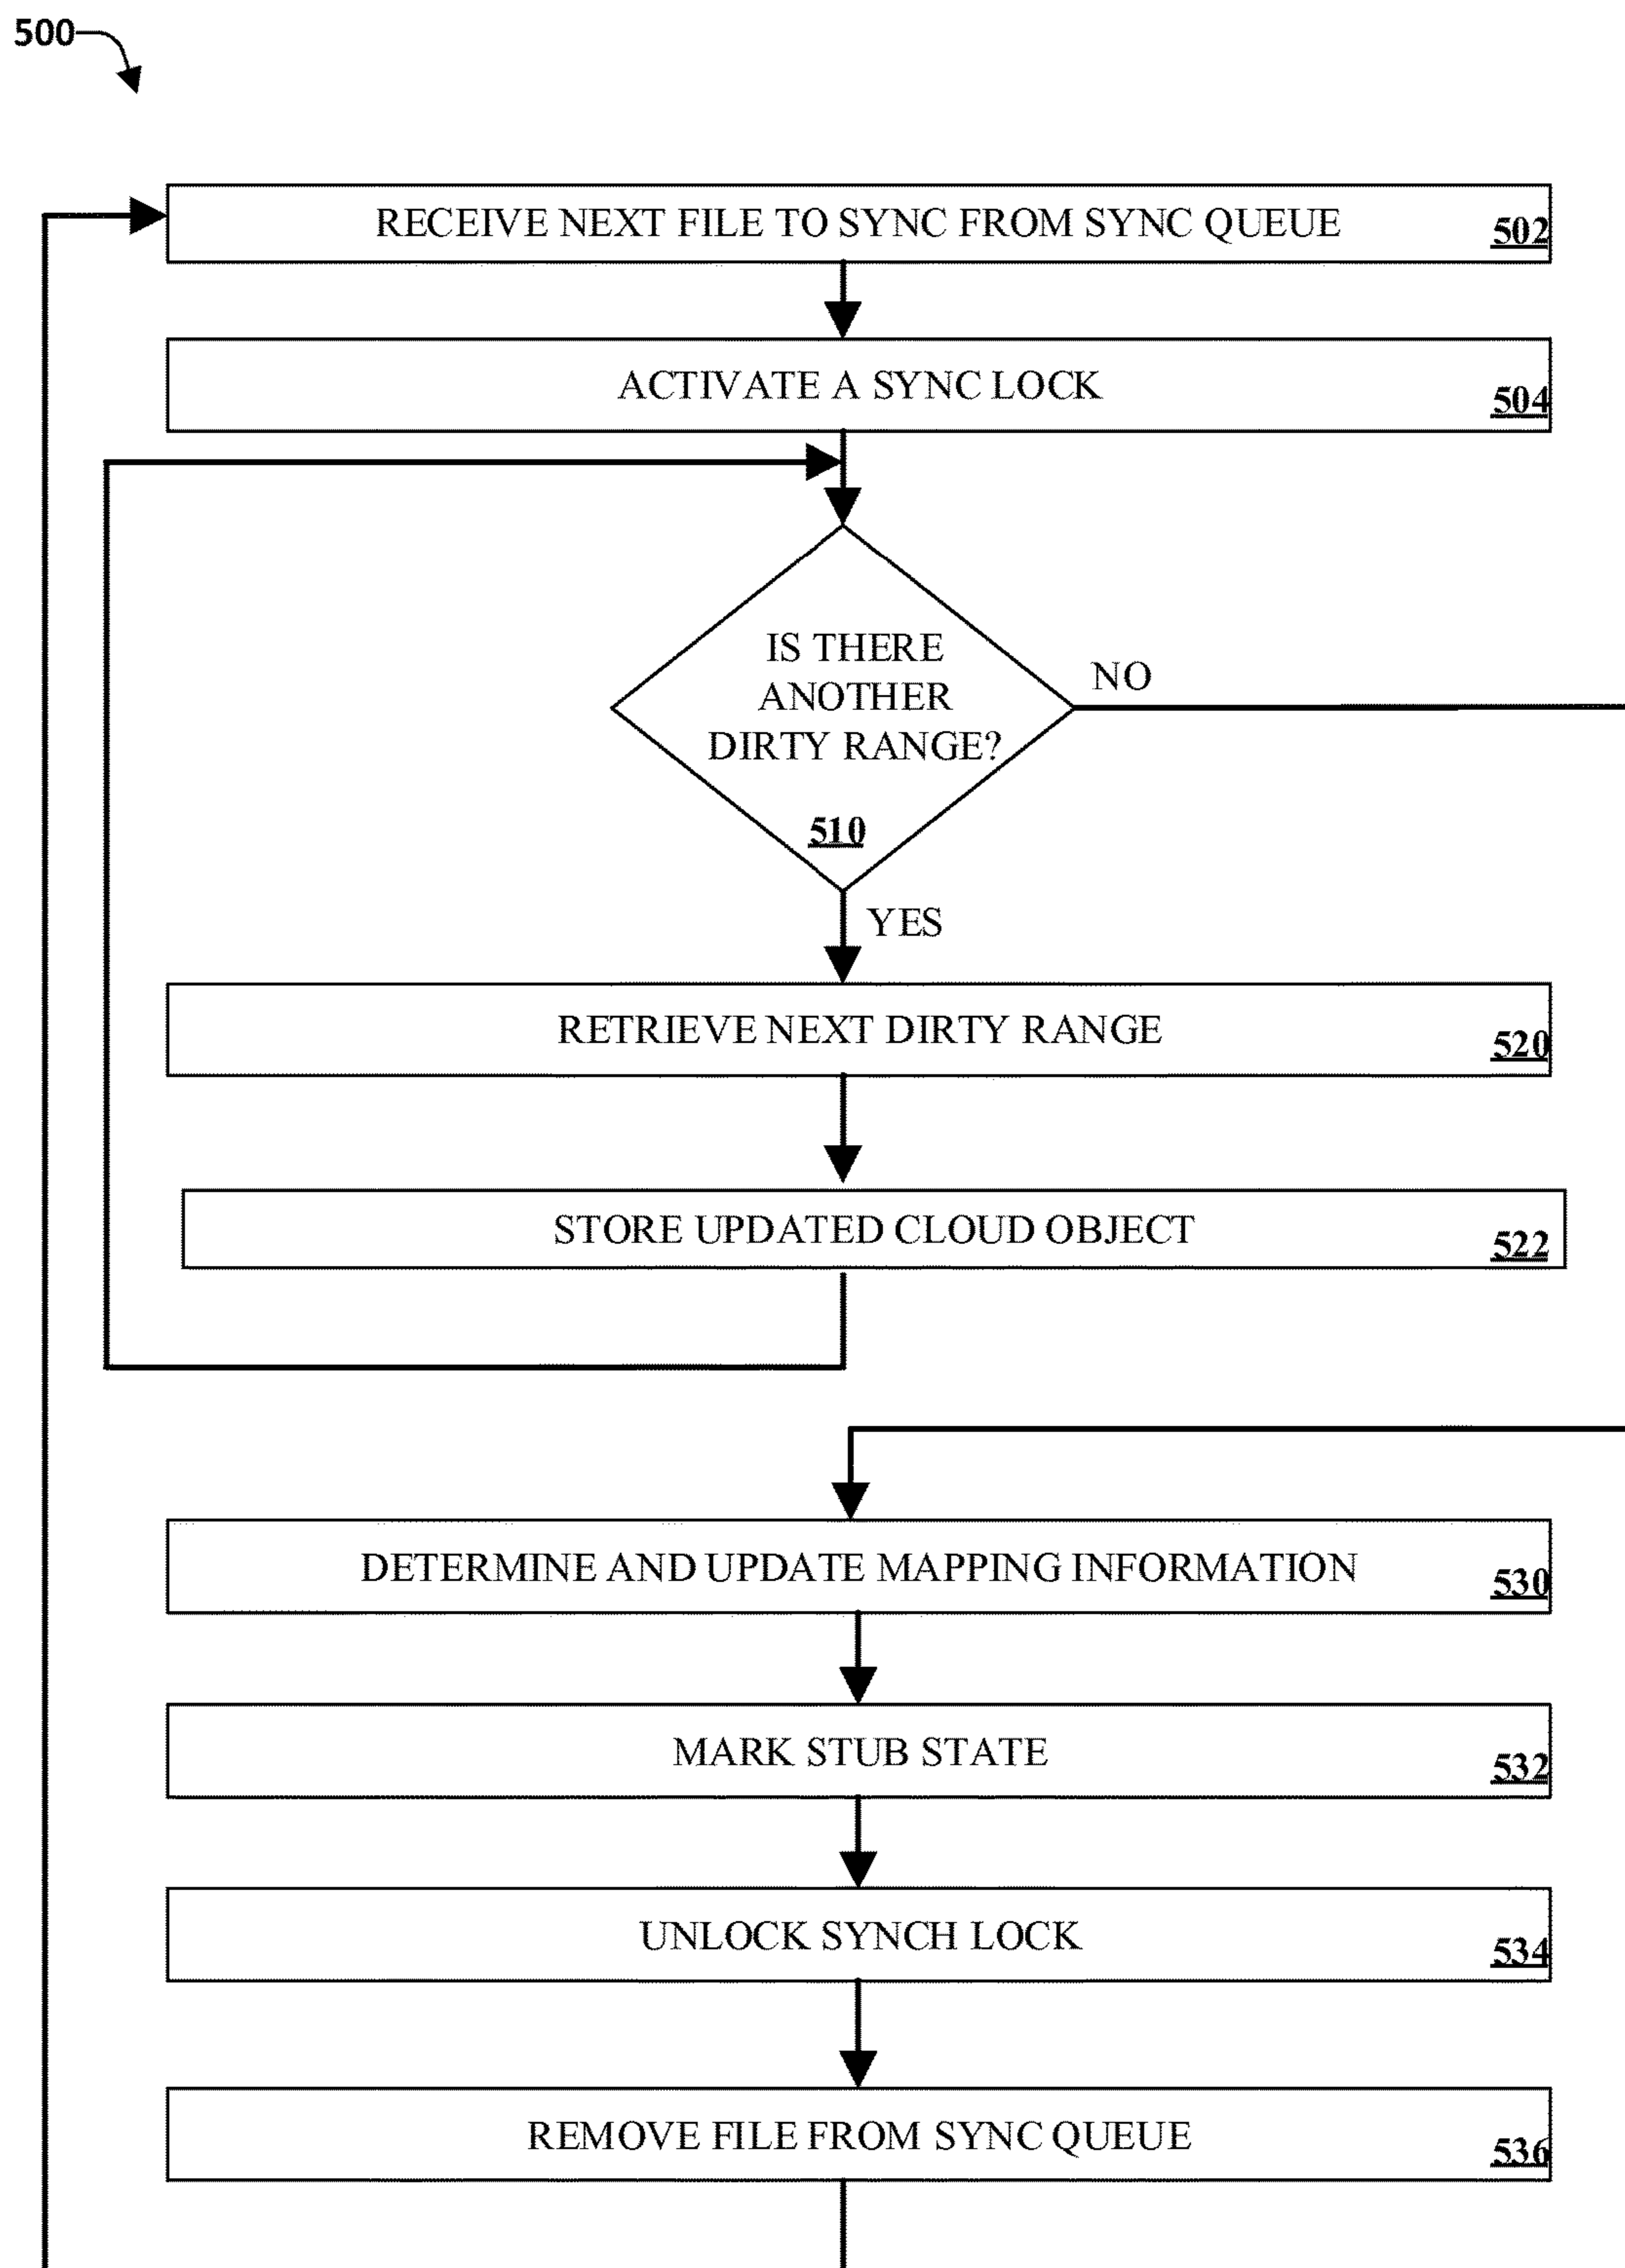 500
RECEIVE NEXT FILE TO SYNC FROM SYNC QUEUE
502
ACTIVATE A SYNC LOCK
504
IS THERE
ANOTHER
DIRTY RANGE?
510
NO
YES
RETRIEVE NEXT DIRTY RANGE
520
STORE UPDATED CLOUD OBJECT
522
DETERMINE AND UPDATE MAPPING INFORMATION
530
MARK STUB STATE
532
UNLOCK SYNCH LOCK
534
REMOVE FILE FROM SYNC QUEUE
536